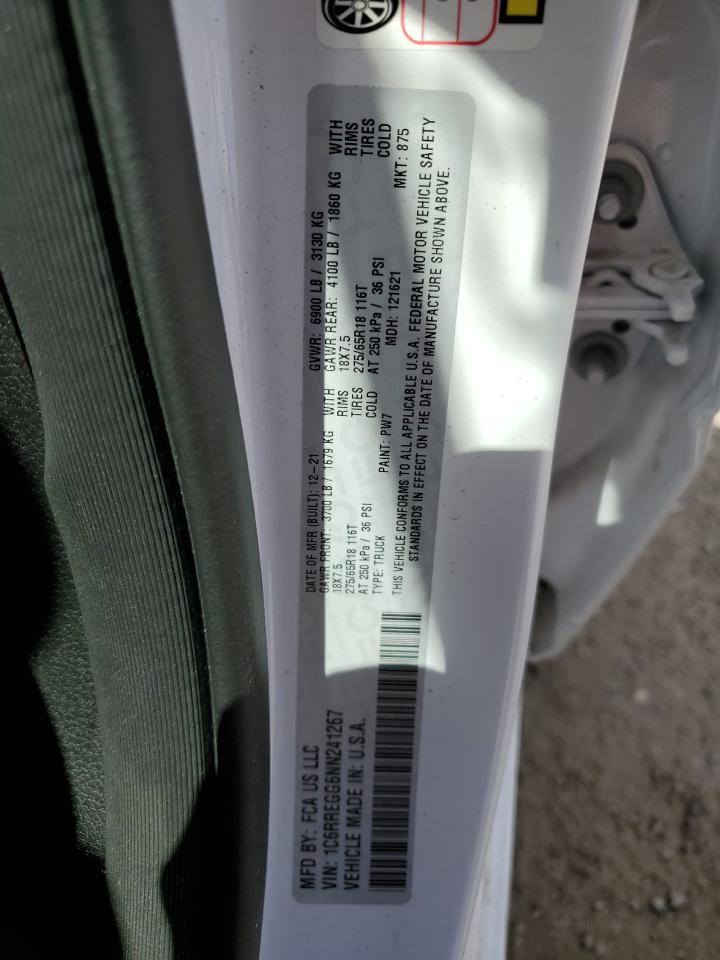 MFD BY: FCA US LLC
DATE OF MFR (BUILT): 12-21
GVWR: 6900 LB / 3130 KG
VIN: 1C6RREGG6NN241267
GAWR FRONT: 3700 LB / 1679 KG WITH
GAWR REAR: 4100 LB / 1860 KG WITH
VEHICLE MADE IN: U.S.A.
18X7.5 RIMS
18X7.5 RIMS
275/65R18 116T TIRES
275/65R18 116T TIRES
AT 250 kPa / 36 PSI COLD
AT 250 kPa / 36 PSI COLD
TYPE: TRUCK PAINT: PW7 MDH: 121621 MKT: 875
THIS VEHICLE CONFORMS TO ALL APPLICABLE U.S.A. FEDERAL MOTOR VEHICLE SAFETY
STANDARDS IN EFFECT ON THE DATE OF MANUFACTURE SHOWN ABOVE.